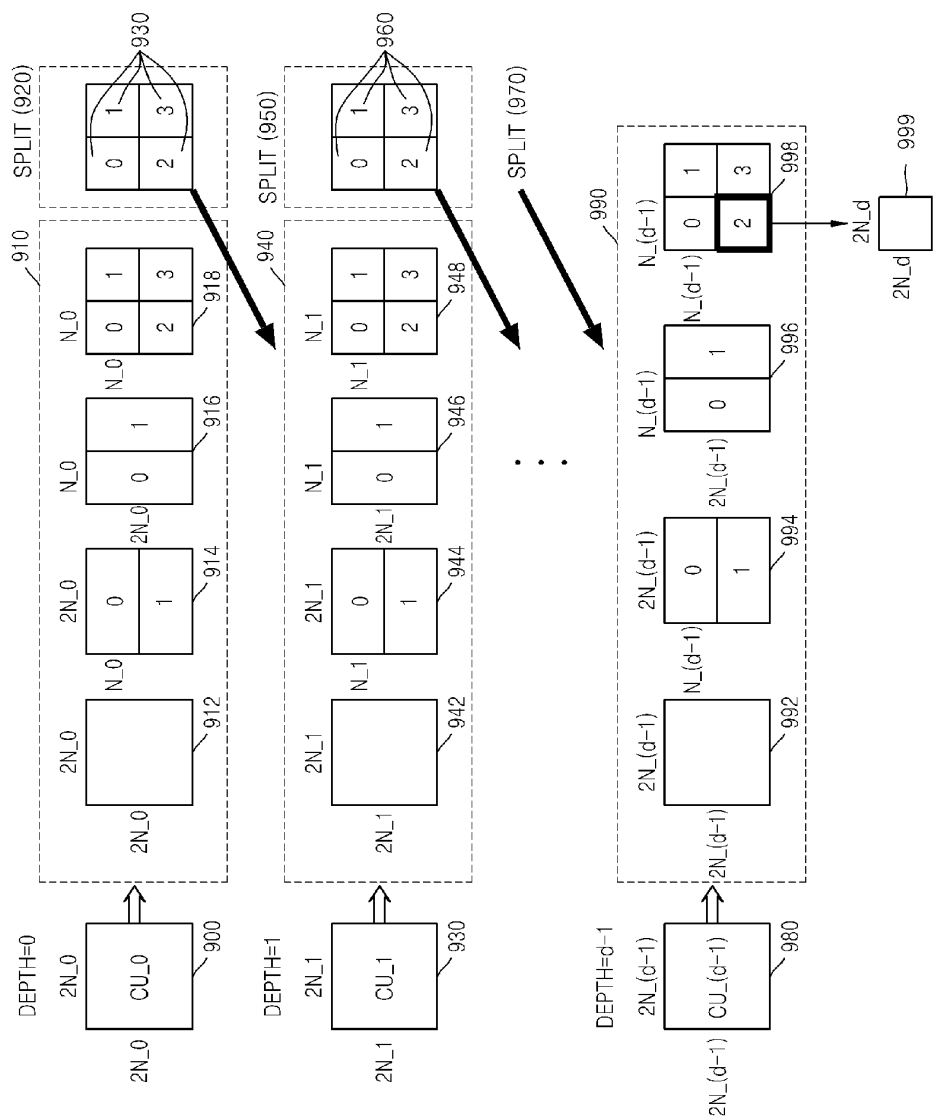 DEPTH=0
2N_0
2N_0
CU_0
900
910
2N_0
2N_0
912
2N_0
N_0
0
1
914
N_0
2N_0
0
1
916
N_0
N_0
0
1
2
3
918
SPLIT (920)
0
1
2
3
930
DEPTH=1
2N_1
2N_1
CU_1
930
940
2N_1
2N_1
942
2N_1
N_1
0
1
944
N_1
2N_1
0
1
946
N_1
N_1
0
1
2
3
948
SPLIT (950)
0
1
2
3
960
SPLIT (970)
DEPTH=d-1
2N_(d-1)
2N_(d-1)
CU_(d-1)
980
990
2N_(d-1)
2N_(d-1)
992
2N_(d-1)
N_(d-1)
0
1
994
N_(d-1)
2N_(d-1)
0
1
996
N_(d-1)
N_(d-1)
0
1
2
3
998
2N_d
2N_d
999